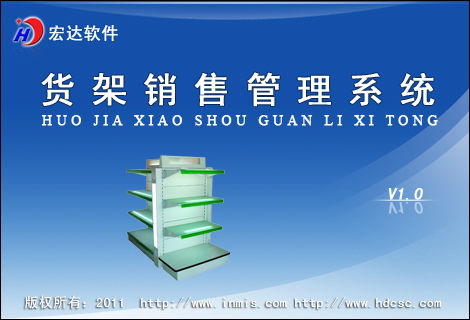 宏达软件
货架销售管理系统
HUO JIA XIAO SHOU GUAN LI XI TONG
V1.0
版权所有：2011 http://www.inmis.com http://www.hdcsc.com